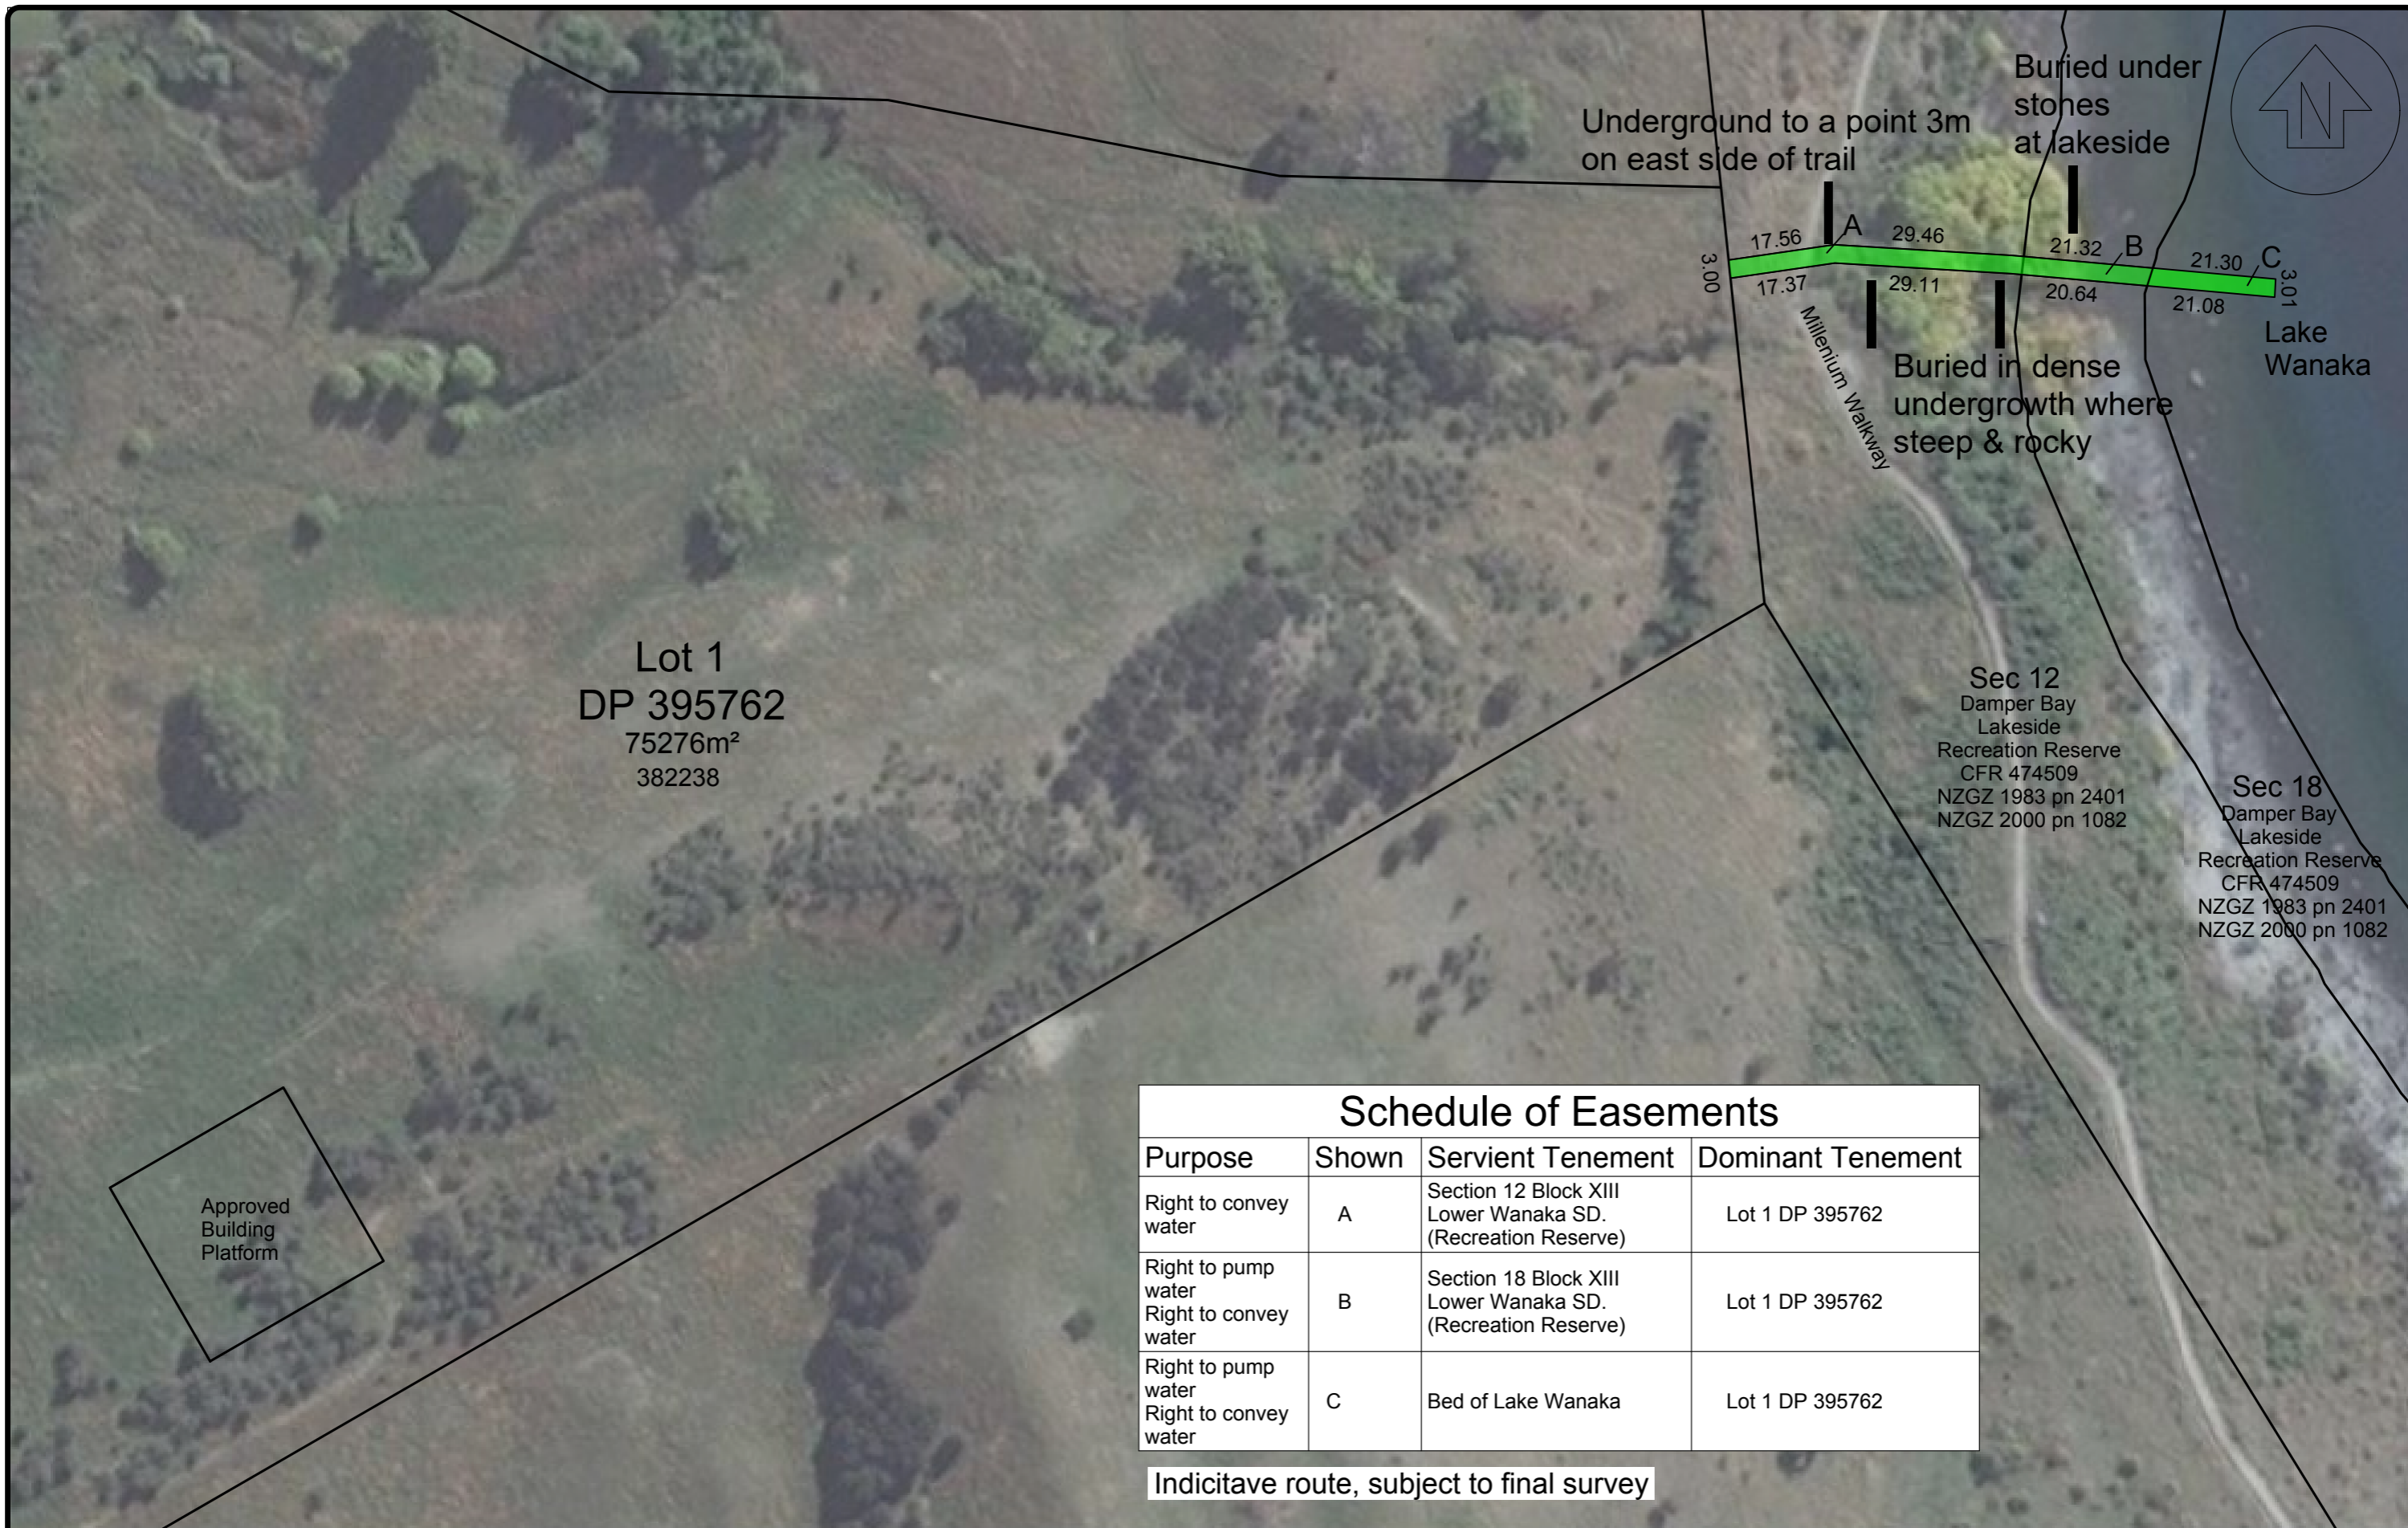 N
Buried under
stones
at lakeside
Underground to a point 3m
on east side of trail
A
B
C
17.56
29.46
21.32
21.30
3.00
17.37
29.11
20.64
21.08
3.01
Lake
Wanaka
Millenium Walkway
Buried in dense
undergrowth where
steep & rocky
Lot 1
DP 395762
75276m²
382238
Sec 12
Damper Bay
Lakeside
Recreation Reserve
CFR 474509
NZGZ 1983 pn 2401
NZGZ 2000 pn 1082
Sec 18
Damper Bay
Lakeside
Recreation Reserve
CFR 474509
NZGZ 1983 pn 2401
NZGZ 2000 pn 1082
Approved
Building
Platform
Schedule of Easements
Purpose Shown Servient Tenement Dominant Tenement
Right to convey
water
A
Section 12 Block XIII
Lower Wanaka SD.
(Recreation Reserve)
Lot 1 DP 395762
Right to pump
water
Right to convey
water
B
Section 18 Block XIII
Lower Wanaka SD.
(Recreation Reserve)
Lot 1 DP 395762
Right to pump
water
Right to convey
water
C
Bed of Lake Wanaka
Lot 1 DP 395762
Indicitave route, subject to final survey